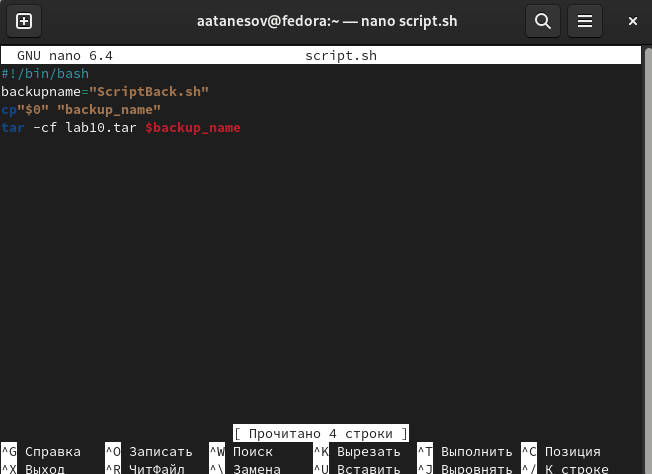 aatanesov@fedora:~ — nano script.sh
GNU nano 6.4 script.sh
#!/bin/bash
backupname="ScriptBack.sh"
cp"$0" "backup_name"
tar -cf lab10.tar $backup_name
[ Прочитано 4 строки ]
^G Справка ^O Записать ^W Поиск ^K Вырезать ^T Выполнить ^C Позиция
^X Выход ^R ЧитФайл ^\ Замена ^U Вставить ^J Выровнять ^/ К строке